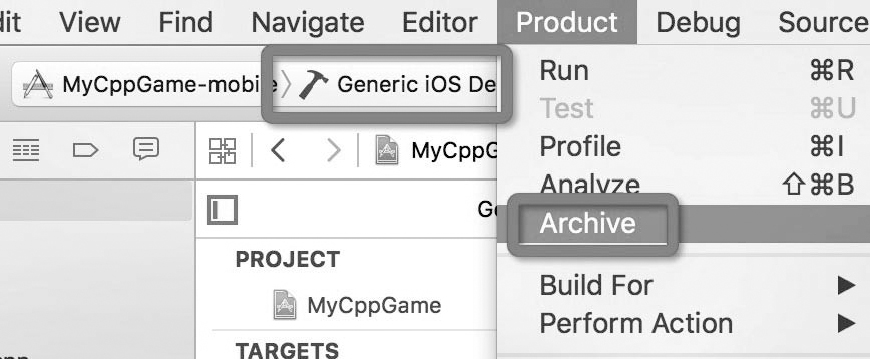 dit View Find Navigate Editor Product Debug Source
MyCppGame-mobile Generic iOS De
Run ⌘R
Test ⌘U
Profile ⌘I
Analyze ⇧⌘B
Archive
Build For
Perform Action
MyCppG
Ge
PROJECT
MyCppGame
TARGETS